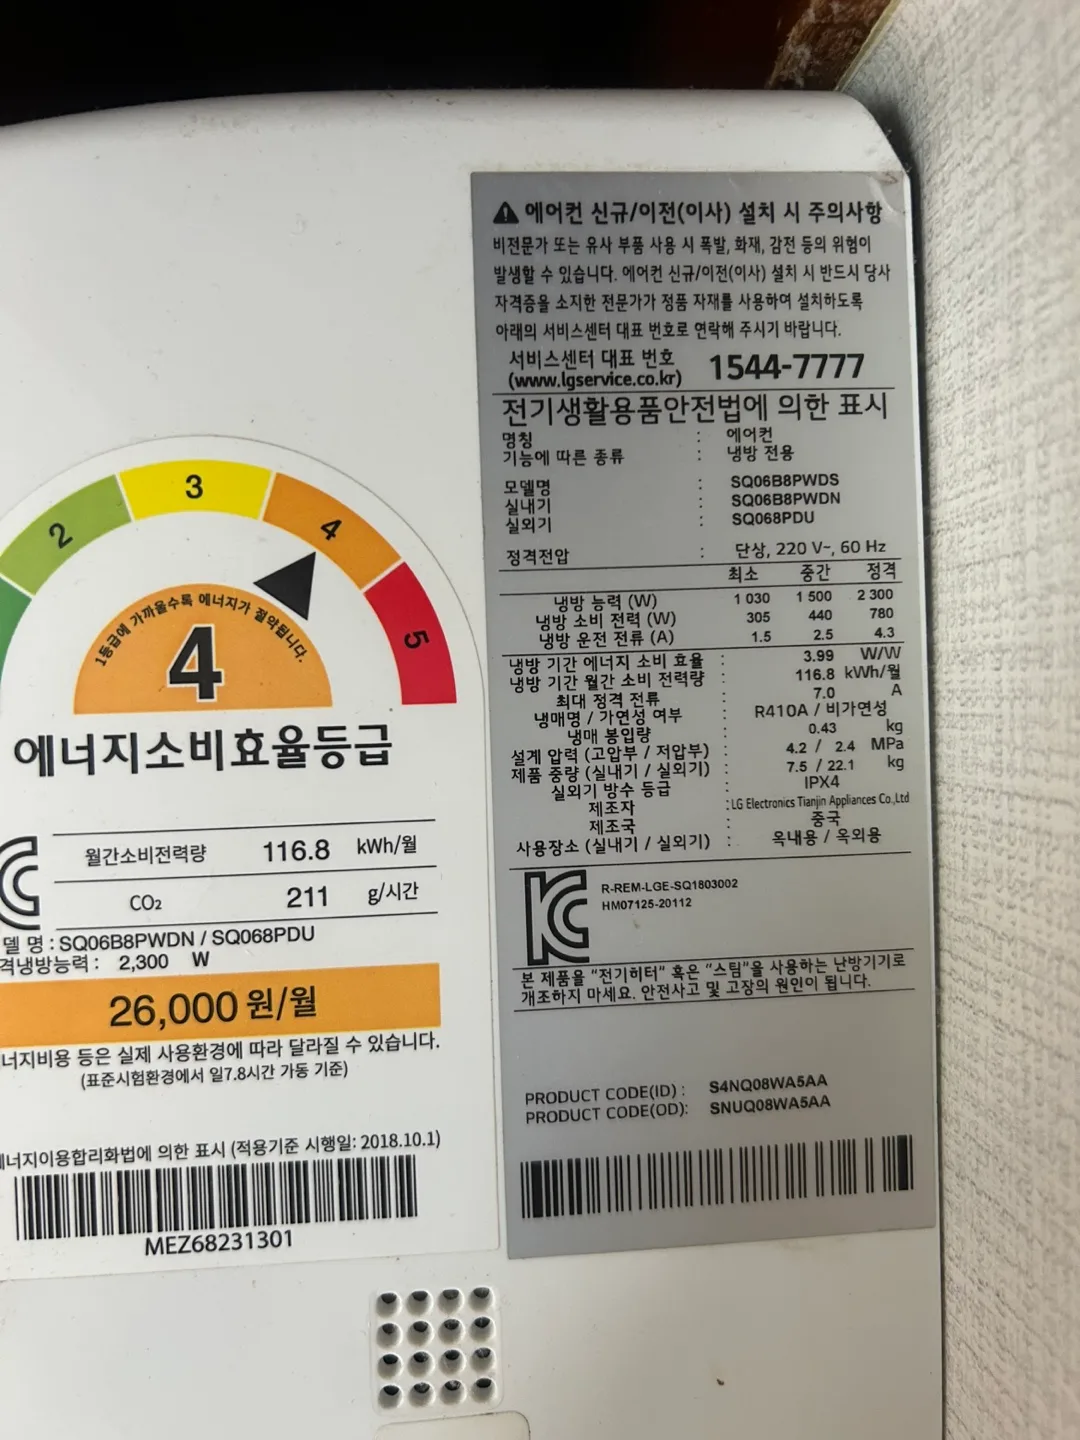 2
3
4
5
1등급에 가까울수록 에너지가 절약됩니다.
4
에너지소비효율등급
월간소비전력량 116.8 kWh/월
CO₂ 211 g/시간
델 명 : SQ06B8PWDN / SQ068PDU
격냉방능력 : 2,300 W
26,000 원/월
너지비용 등은 실제 사용환경에 따라 달라질 수 있습니다.
(표준시험환경에서 일7.8시간 가동 기준)
너지이용합리화법에 의한 표시 (적용기준 시행일: 2018.10.1)
MEZ68231301
에어컨 신규/이전(이사) 설치 시 주의사항
비전문가 또는 유사 부품 사용 시 폭발, 화재, 감전 등의 위험이
발생할 수 있습니다. 에어컨 신규/이전(이사) 설치 시 반드시 당사
자격증을 소지한 전문가가 정품 자재를 사용하여 설치하도록
아래의 서비스센터 대표 번호로 연락해 주시기 바랍니다.
서비스센터 대표 번호 1544-7777
(www.lgservice.co.kr)
전기생활용품안전법에 의한 표시
명칭 : 에어컨
기능에 따른 종류 : 냉방 전용
모델명 : SQ06B8PWDS
실내기 : SQ06B8PWDN
실외기 : SQ068PDU
정격전압 : 단상, 220 V~, 60 Hz
최소 중간 정격
냉방 능력 (W) 1 030 1 500 2 300
냉방 소비 전력 (W) 305 440 780
냉방 운전 전류 (A) 1.5 2.5 4.3
냉방 기간 에너지 소비 효율 : 3.99 W/W
냉방 기간 월간 소비 전력량 : 116.8 kWh/월
최대 정격 전류 : 7.0 A
냉매명 / 가연성 여부 : R410A / 비가연성
냉매 봉입량 : 0.43 kg
설계 압력 (고압부 / 저압부) : 4.2 / 2.4 MPa
제품 중량 (실내기 / 실외기) : 7.5 / 22.1 kg
실외기 방수 등급 : IPX4
제조자 : LG Electronics Tianjin Appliances Co.,Ltd
제조국 : 중국
사용장소 (실내기 / 실외기) : 옥내용 / 옥외용
R-REM-LGE-SQ1803002
HM07125-20112
본 제품을 "전기히터" 혹은 "스팀"을 사용하는 난방기기로
개조하지 마세요. 안전사고 및 고장의 원인이 됩니다.
PRODUCT CODE(ID) : S4NQ08WA5AA
PRODUCT CODE(OD): SNUQ08WA5AA